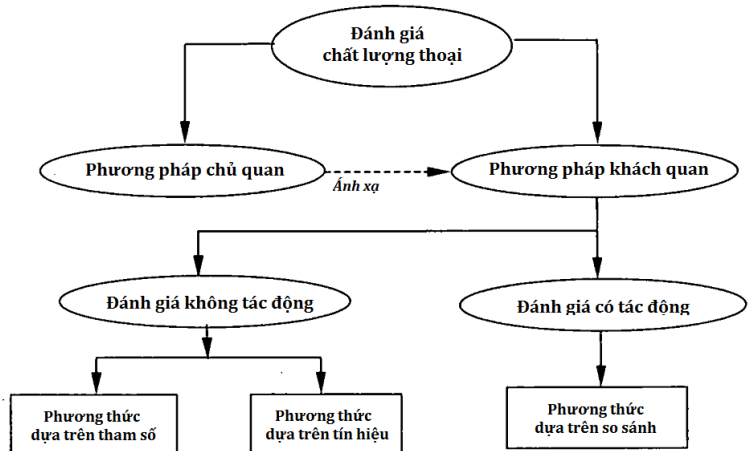 Đánh giá
chất lượng thoại
Phương pháp chủ quan
Ánh xạ
Phương pháp khách quan
Đánh giá không tác động
Đánh giá có tác động
Phương thức
dựa trên tham số
Phương thức
dựa trên tín hiệu
Phương thức
dựa trên so sánh